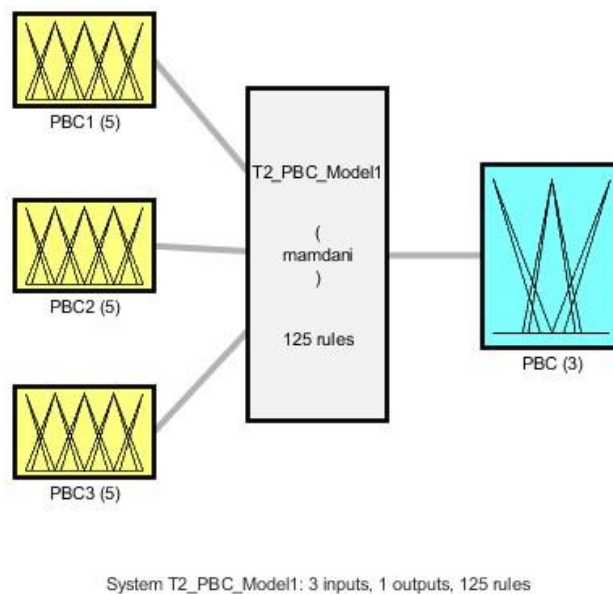 PBC1 (5)
T2_PBC_Model1
PBC2 (5)
(
mamdani
)
125 rules
PBC (3)
PBC3 (5)
System T2_PBC_Model1: 3 inputs, 1 outputs, 125 rules